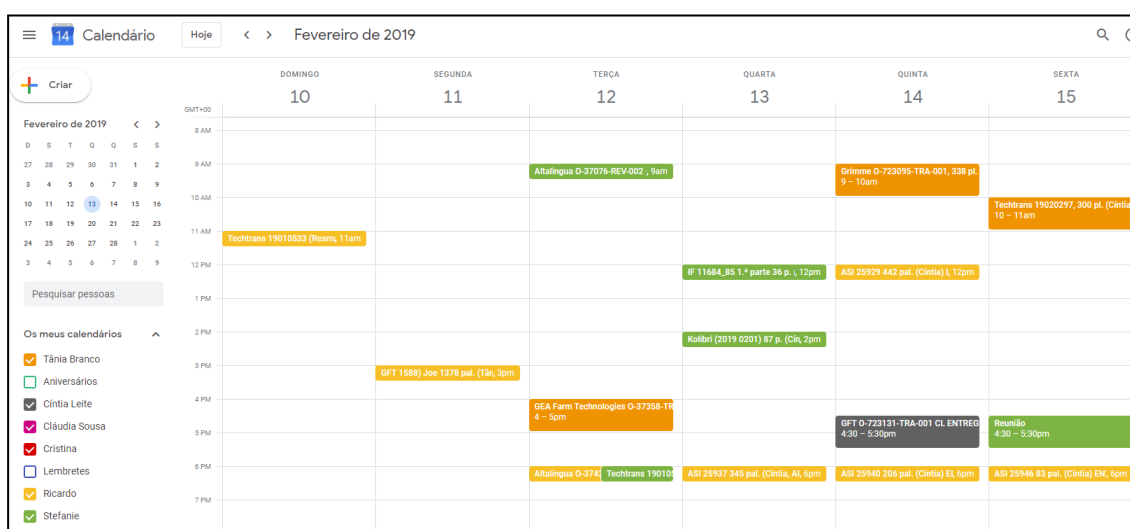 14 Calendário Hoje < > Fevereiro de 2019
Criar
DOMINGO SEGUNDA TERÇA QUARTA QUINTA SEXTA
10 11 12 13 14 15
GMT+00
Fevereiro de 2019 < >
D S T Q Q S S
27 28 29 30 31 1 2
3 4 5 6 7 8 9
10 11 12 13 14 15 16
17 18 19 20 21 22 23
24 25 26 27 28 1 2
3 4 5 6 7 8 9
Pesquisar pessoas
Os meus calendários
Tânia Branco
Aniversários
Cíntia Leite
Cláudia Sousa
Cristina
Lembretes
Ricardo
Stefanie
8 AM
9 AM
10 AM
11 AM
12 PM
1 PM
2 PM
3 PM
4 PM
5 PM
6 PM
7 PM
Techtrans 19010533 (Resmu, 11am
GFT 1588) Joe 1378 pal. (Tân, 3pm
Altalingua O-37076-REV-002 , 9am
GEA Farm Technologies O-37358-TR
4 – 5pm
Altalingua O-374
Techtrans 19010
IF 11684_85 1.ª parte 36 p. (, 12pm
Kolibri (2019 0201) 87 p. (Cín, 2pm
ASI 25937 345 pal. (Cíntia, Al, 6pm
Grimme O-723095-TRA-001, 338 pl.
9 – 10am
ASI 25929 442 pal. (Cíntia) I, 12pm
GFT O-723131-TRA-001 CL ENTREG
4:30 – 5:30pm
ASI 25940 206 pal. (Cíntia) El, 6pm
Techtrans 19020297, 300 pl. (Cíntia
10 – 11am
Reunião
4:30 – 5:30pm
ASI 25946 83 pal. (Cíntia) EN, 6pm